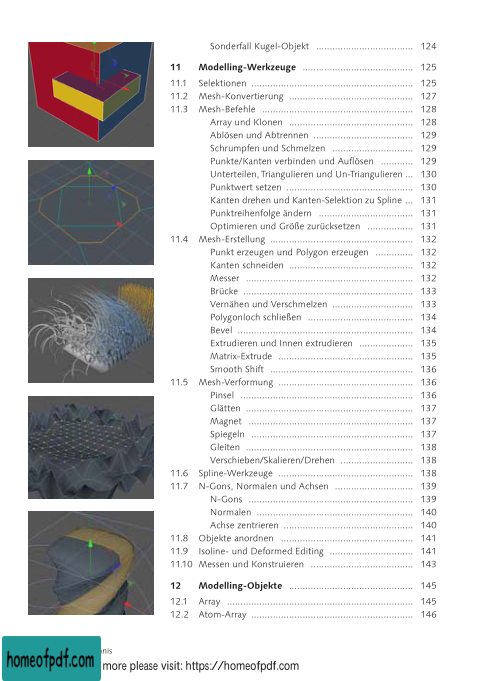 Sonderfall Kugel-Objekt ..................................... 124
11 Modelling-Werkzeuge .......................................... 125
11.1 Selektionen .............................................................. 125
11.2 Mesh-Konvertierung ............................................... 127
11.3 Mesh-Befehle .......................................................... 128
Array und Klonen ............................................... 128
Ablösen und Abtrennen ...................................... 129
Schrumpfen und Schmelzen ............................... 129
Punkte/Kanten verbinden und Auflösen ............ 129
Unterteilen, Triangulieren und Un-Triangulieren ... 130
Punktwert setzen ................................................ 130
Kanten drehen und Kanten-Selektion zu Spline ... 131
Punktreihenfolge ändern .................................... 131
Optimieren und Größe zurücksetzen ................. 131
11.4 Mesh-Erstellung ...................................................... 132
Punkt erzeugen und Polygon erzeugen .............. 132
Kanten schneiden ............................................... 132
Messer ................................................................ 132
Brücke ................................................................. 133
Vernähen und Verschmelzen ............................... 133
Polygonloch schließen ........................................ 134
Bevel ................................................................... 134
Extrudieren und Innen extrudieren .................... 135
Matrix-Extrude ................................................... 135
Smooth Shift ...................................................... 136
11.5 Mesh-Verformung ................................................... 136
Pinsel .................................................................. 136
Glätten ................................................................ 137
Magnet ............................................................... 137
Spiegeln .............................................................. 137
Gleiten ................................................................ 138
Verschieben/Skalieren/Drehen ........................... 138
11.6 Spline-Werkzeuge ................................................... 138
11.7 N-Gons, Normalen und Achsen .............................. 139
N-Gons ............................................................... 139
Normalen ............................................................ 140
Achse zentrieren ................................................. 140
11.8 Objekte anordnen ................................................... 141
11.9 Isoline- und Deformed Editing ................................ 141
11.10 Messen und Konstruieren ....................................... 143
12 Modelling-Objekte ............................................... 145
12.1 Array ....................................................................... 145
12.2 Atom-Array .............................................................. 146
homeofpdf.com
more please visit: https://homeofpdf.com